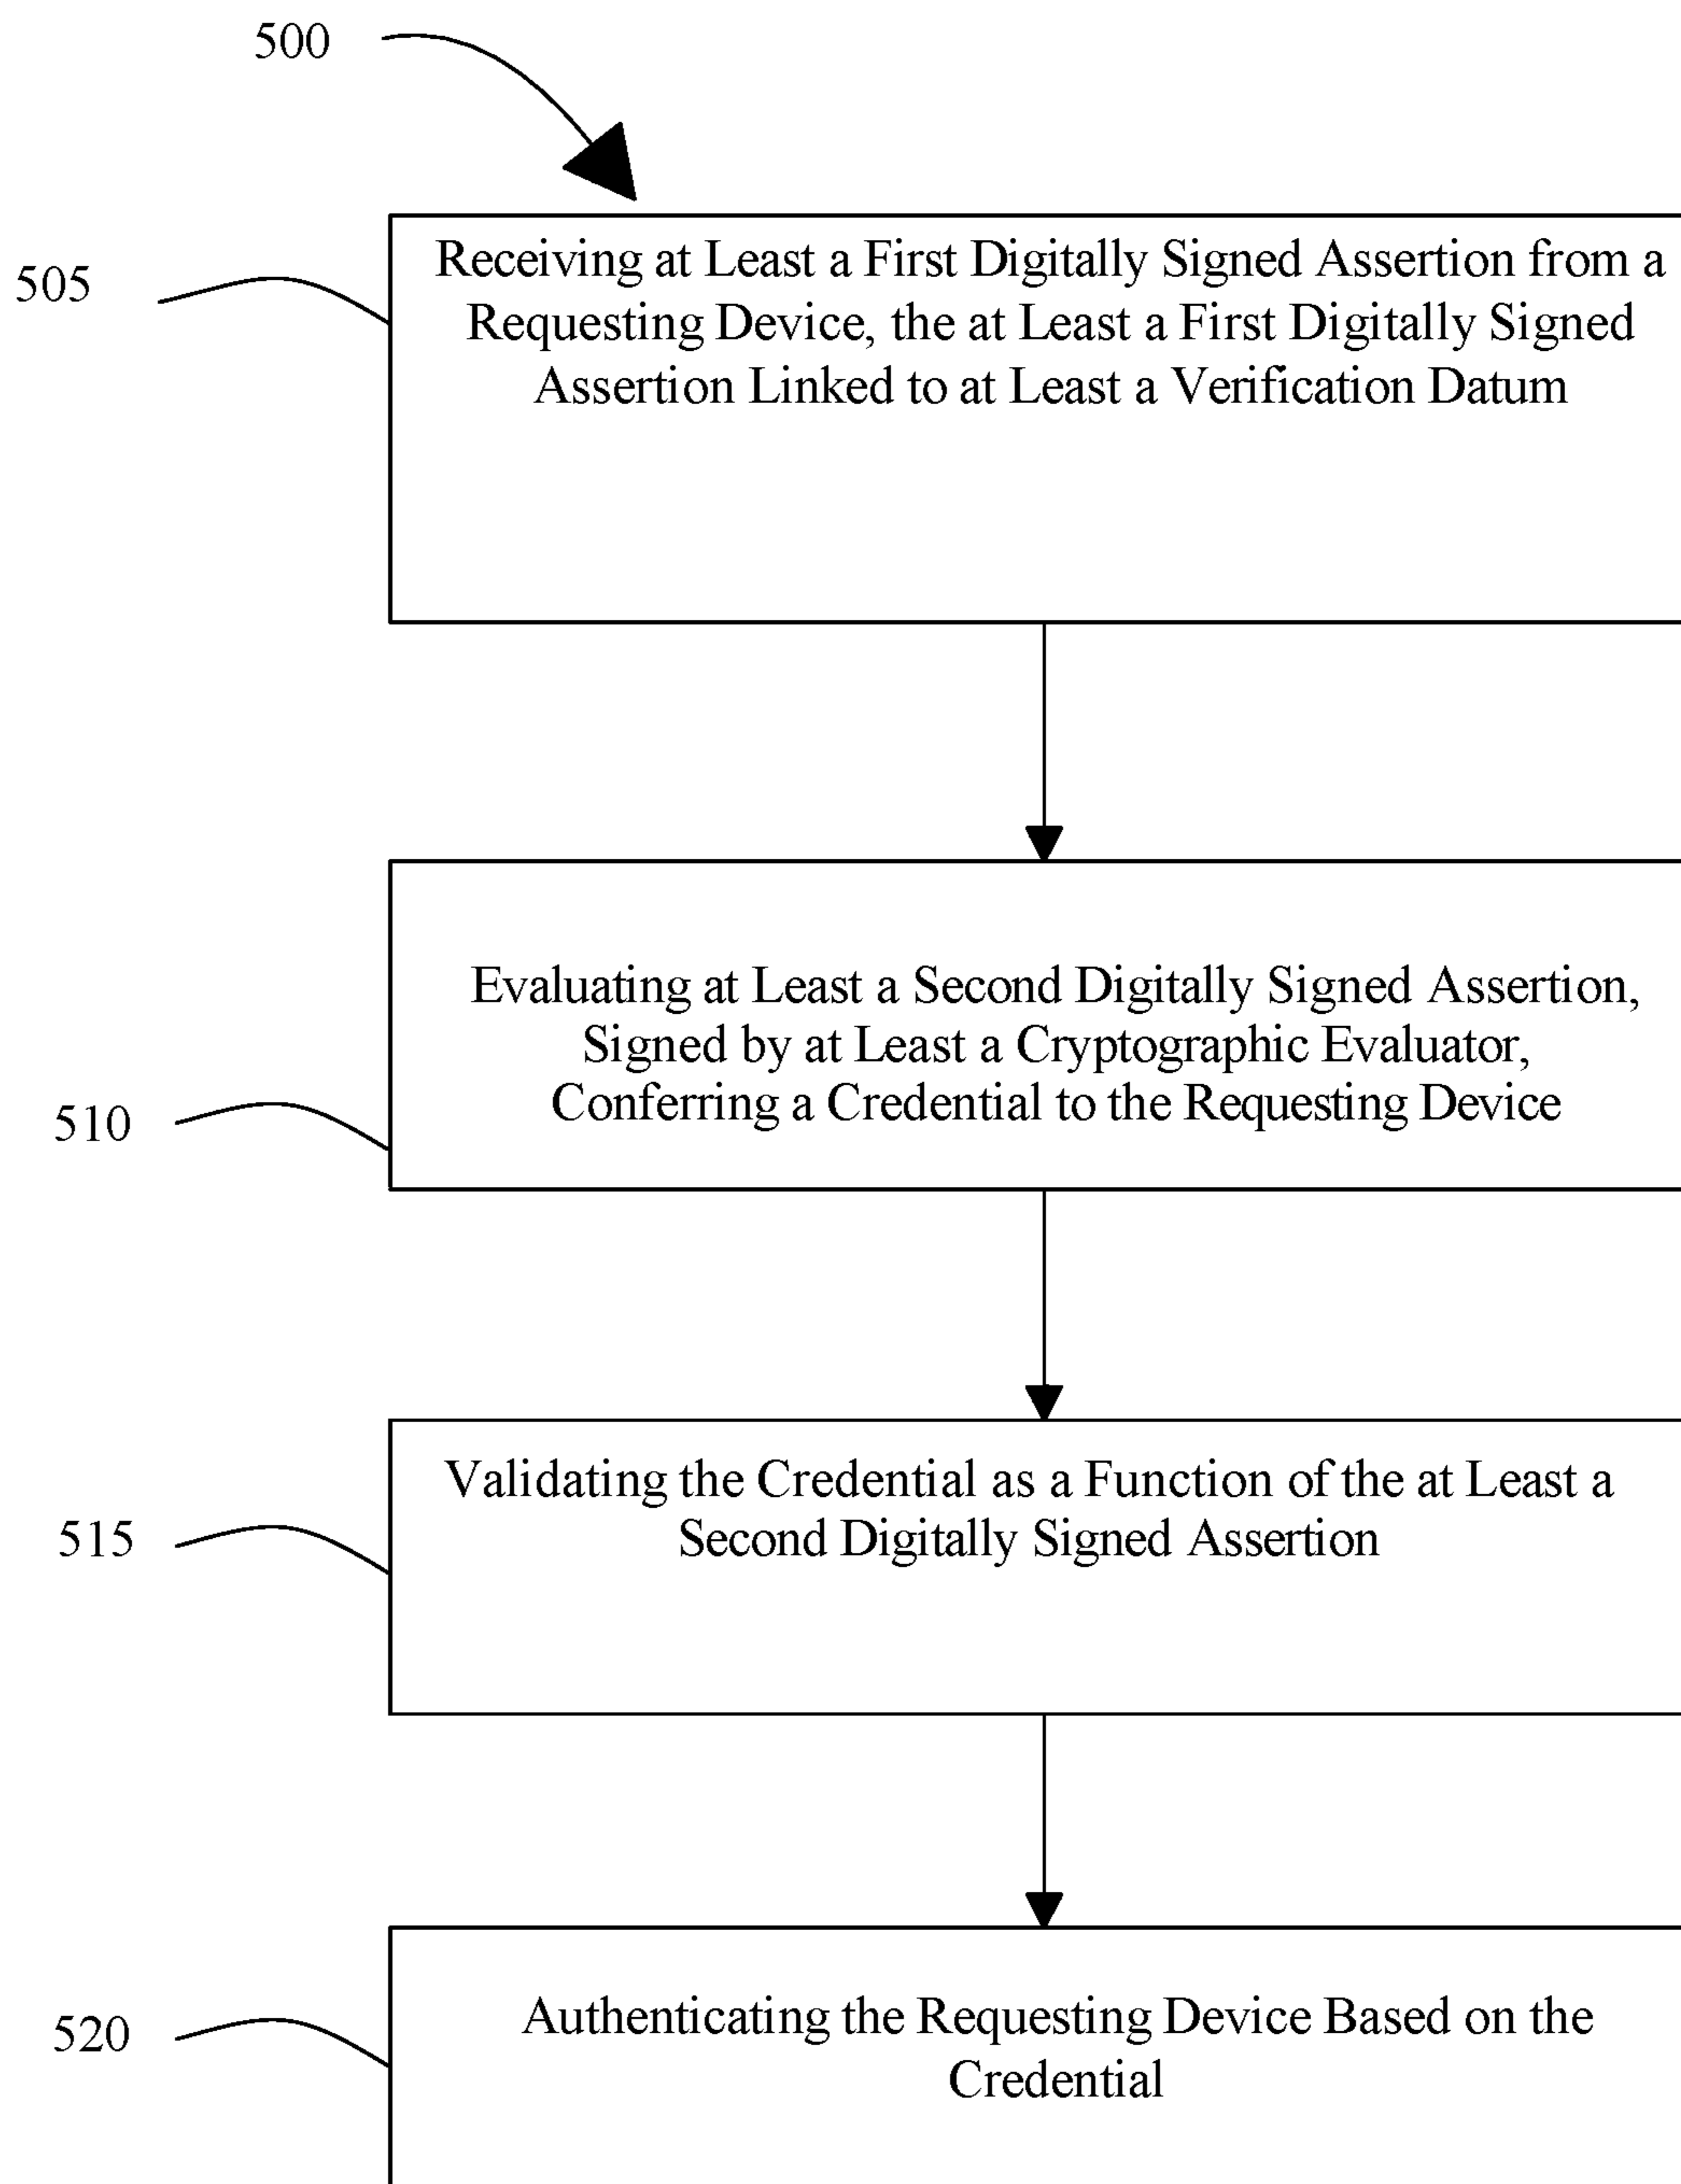 500
505
Receiving at Least a First Digitally Signed Assertion from a
Requesting Device, the at Least a First Digitally Signed
Assertion Linked to at Least a Verification Datum
510
Evaluating at Least a Second Digitally Signed Assertion,
Signed by at Least a Cryptographic Evaluator,
Conferring a Credential to the Requesting Device
515
Validating the Credential as a Function of the at Least a
Second Digitally Signed Assertion
520
Authenticating the Requesting Device Based on the
Credential